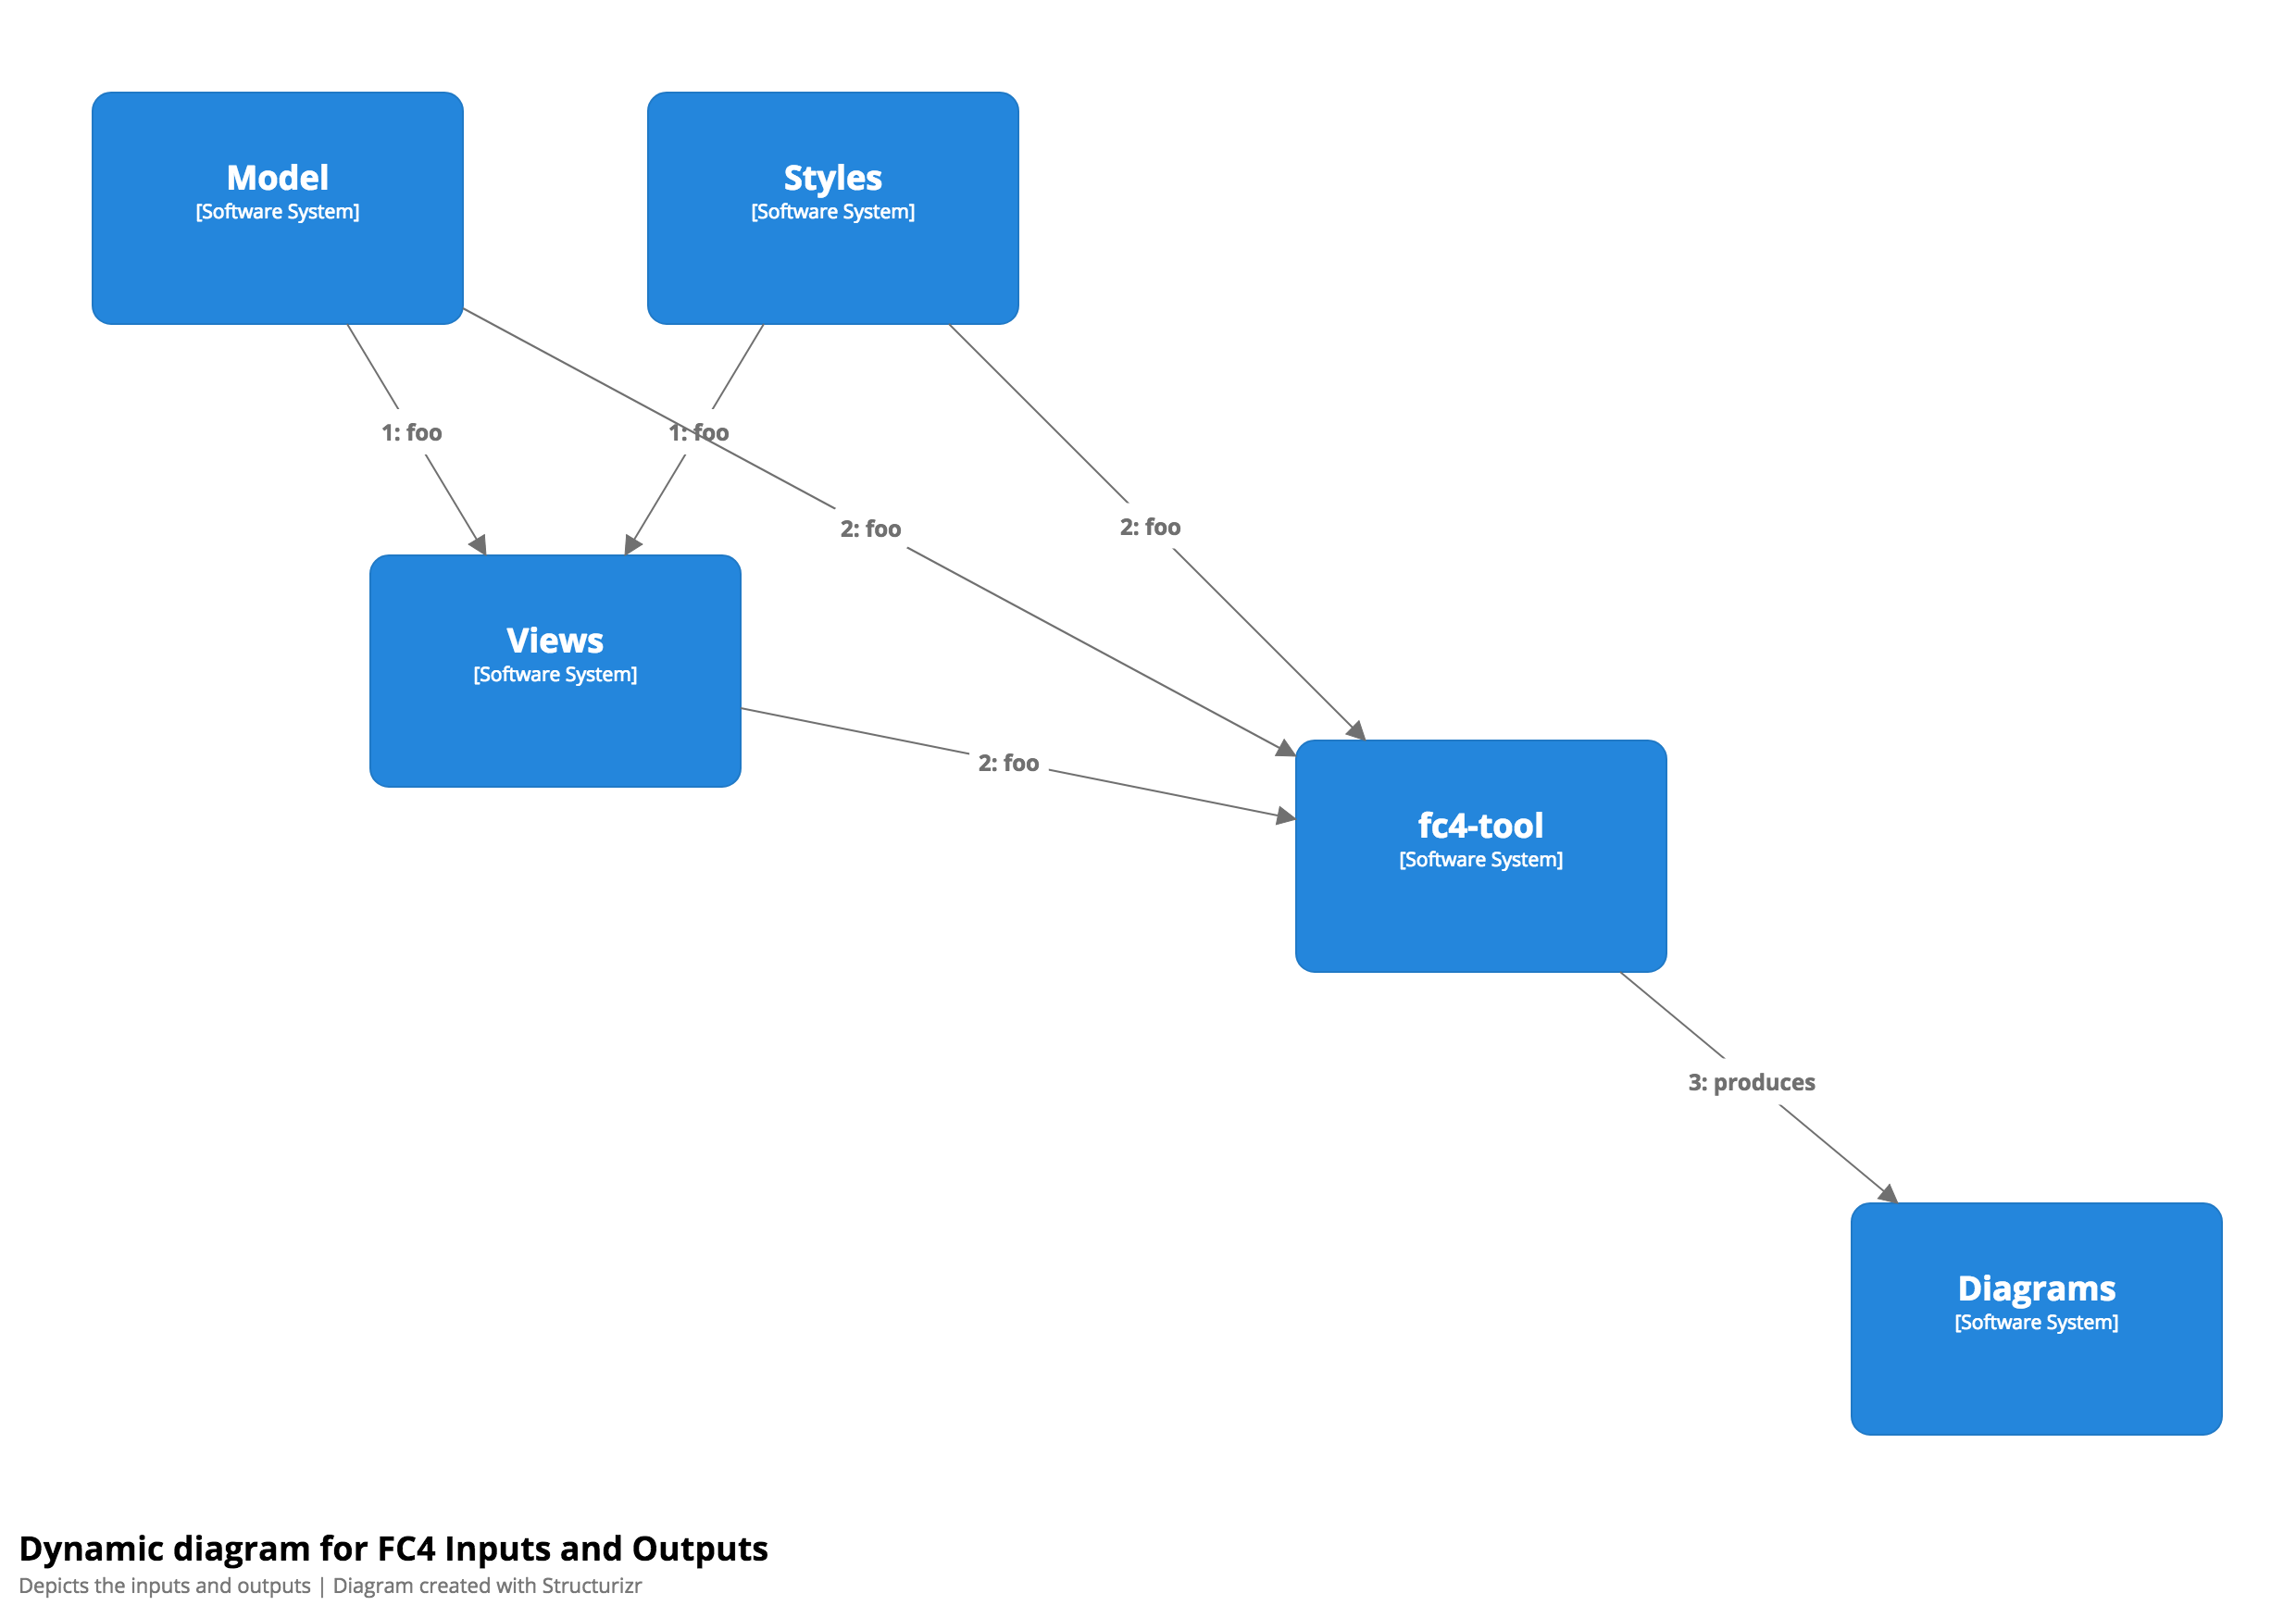 Model
[Software System]
Styles
[Software System]
1: foo
1: foo
2: foo
2: foo
Views
[Software System]
2: foo
fc4-tool
[Software System]
3: produces
Diagrams
[Software System]
Dynamic diagram for FC4 Inputs and Outputs
Depicts the inputs and outputs | Diagram created with Structurizr